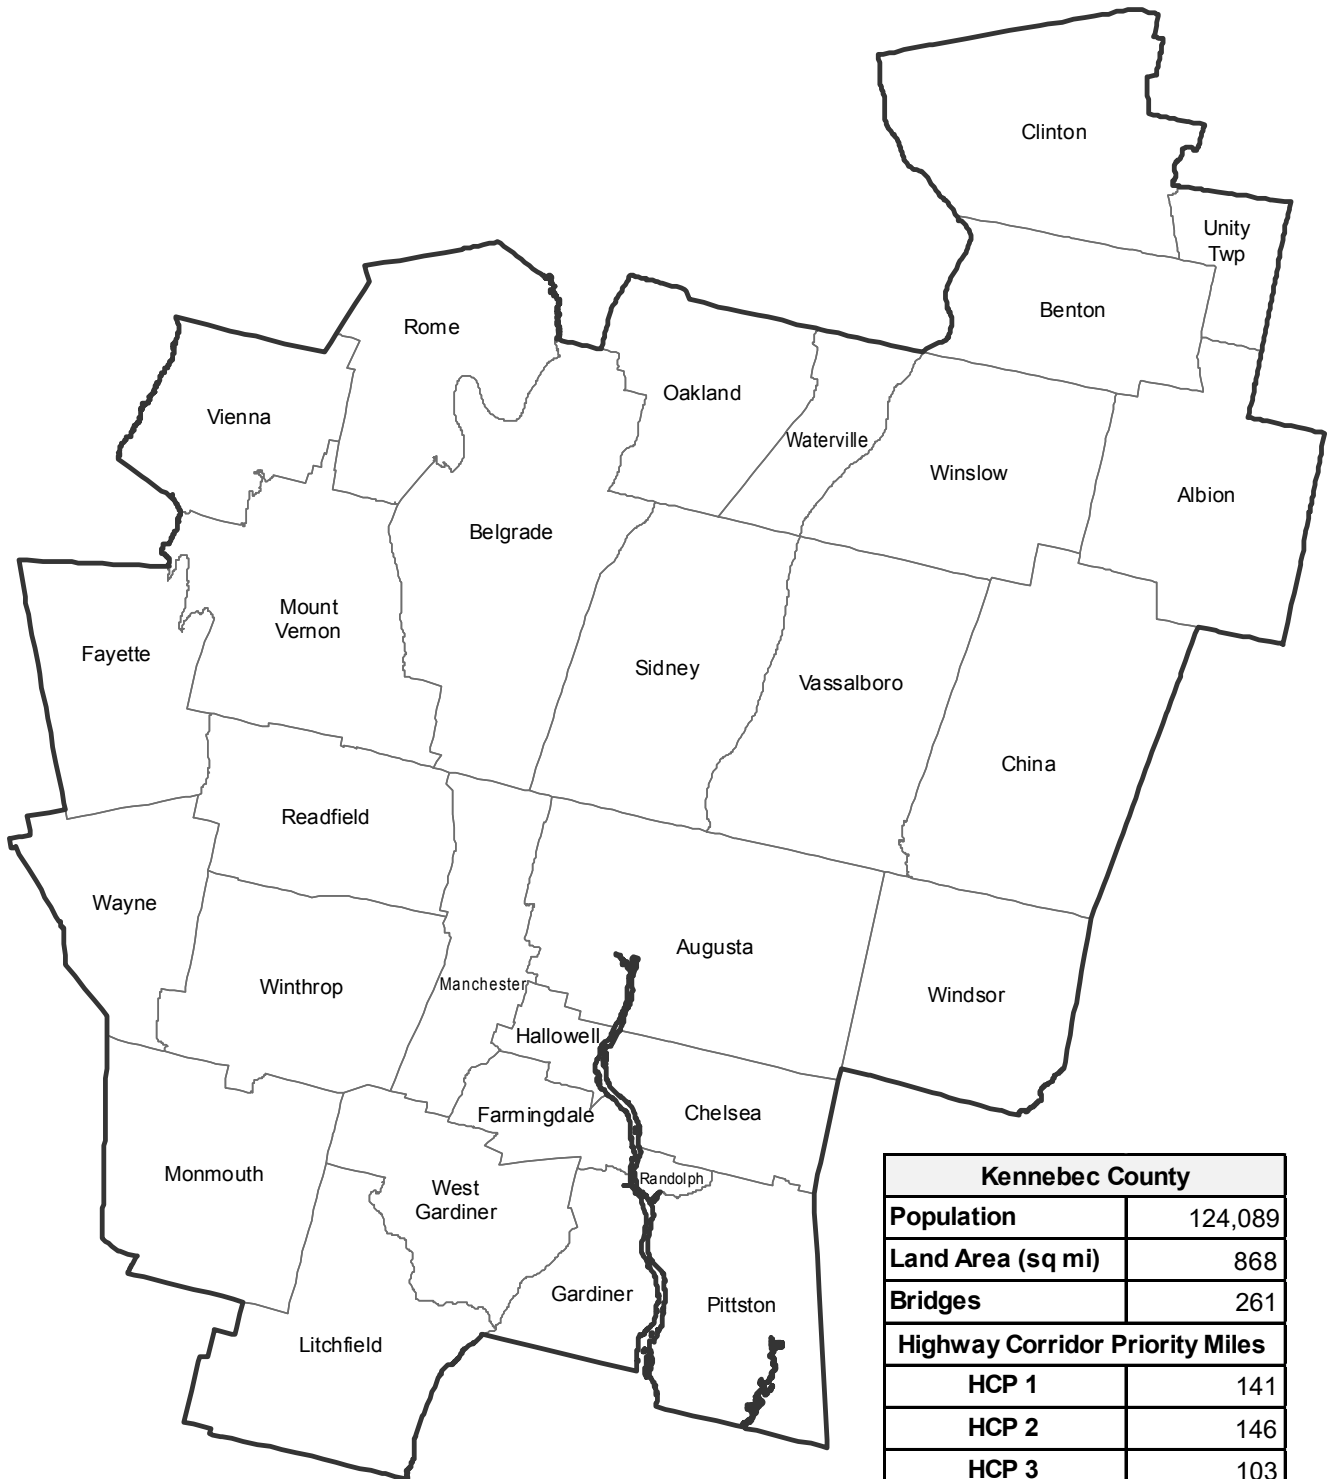 Clinton
Unity
Twp
Benton
Rome
Oakland
Vienna
Waterville
Winslow
Albion
Belgrade
Mount
Vernon
Fayette
Sidney
Vassalboro
China
Readfield
Wayne
Augusta
Winthrop
Manchester
Windsor
Hallowell
Farmingdale
Chelsea
Monmouth
West
Gardiner
Randolph
Gardiner
Pittston
Litchfield
Kennebec County
Population 124,089
Land Area (sq mi) 868
Bridges 261
Highway Corridor Priority Miles
HCP 1 141
HCP 2 146
HCP 3 103